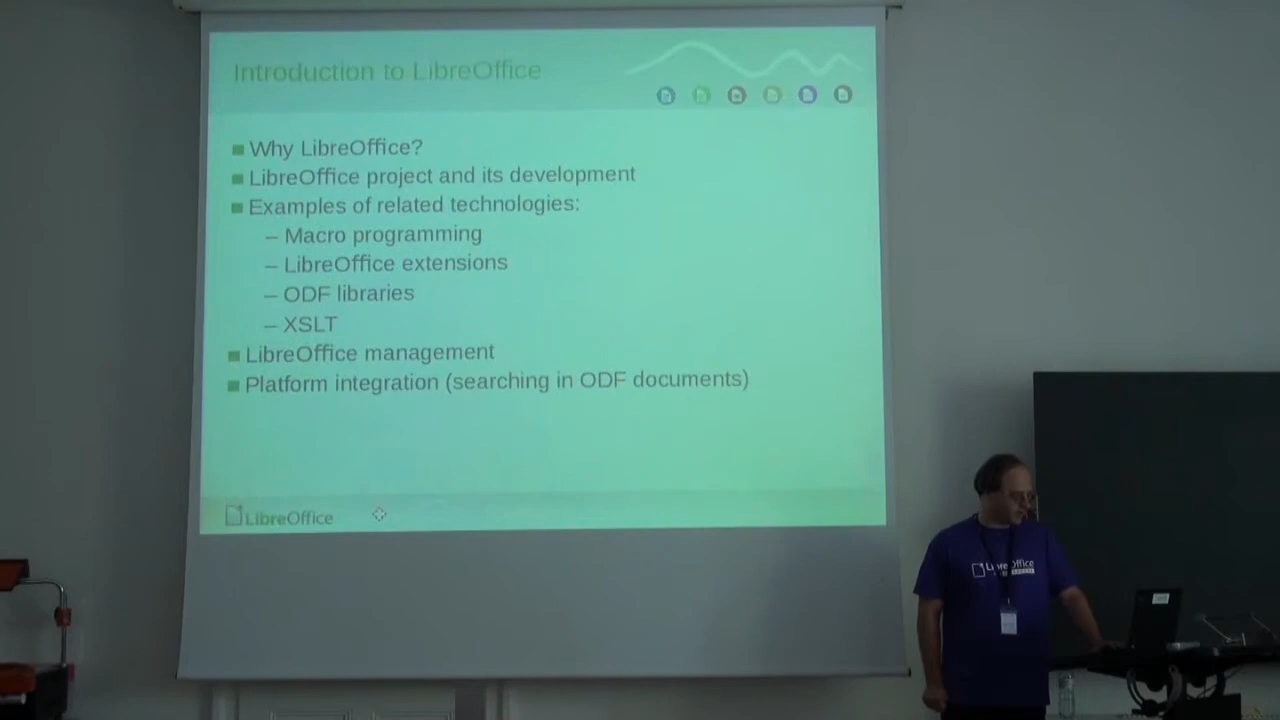 Introduction to LibreOffice
Why LibreOffice?
LibreOffice project and its development
Examples of related technologies:
– Macro programming
– LibreOffice extensions
– ODF libraries
– XSLT
LibreOffice management
Platform integration (searching in ODF documents)
LibreOffice
LibreOffice